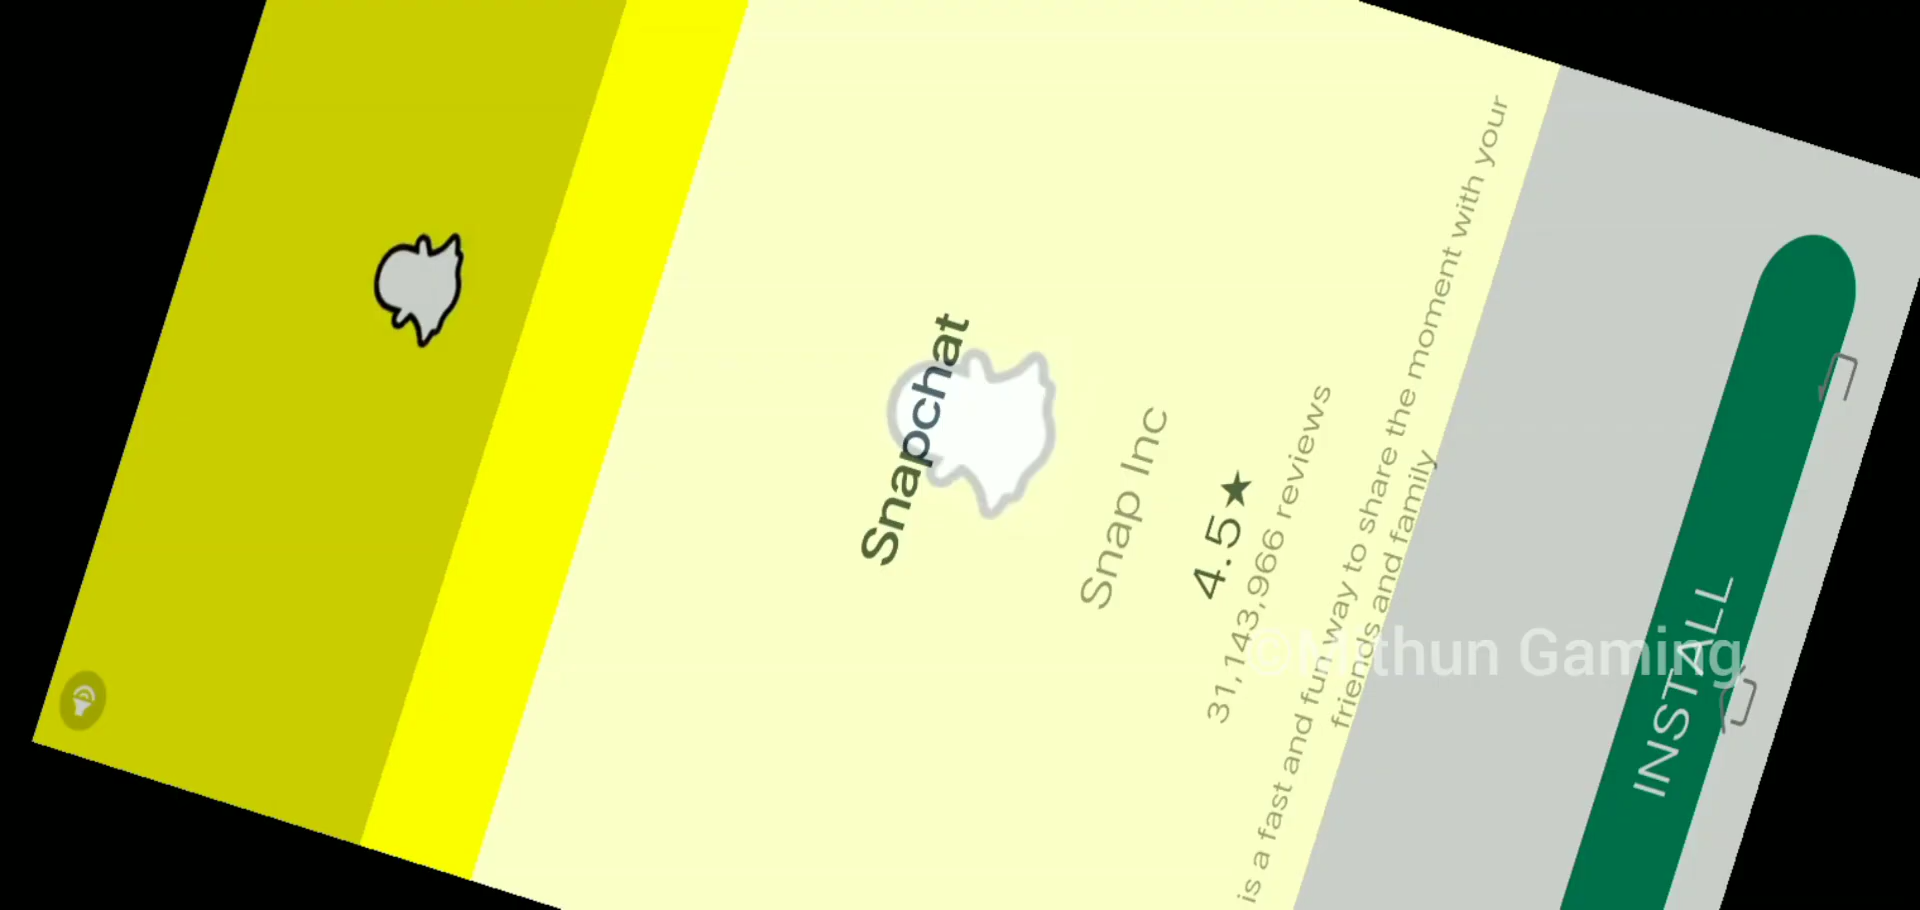 Snapchat
Snap Inc
4.5★
31,143,966 reviews
is a fast and fun way to share the moment with your
friends and family
INSTALL
©Mithun Gaming